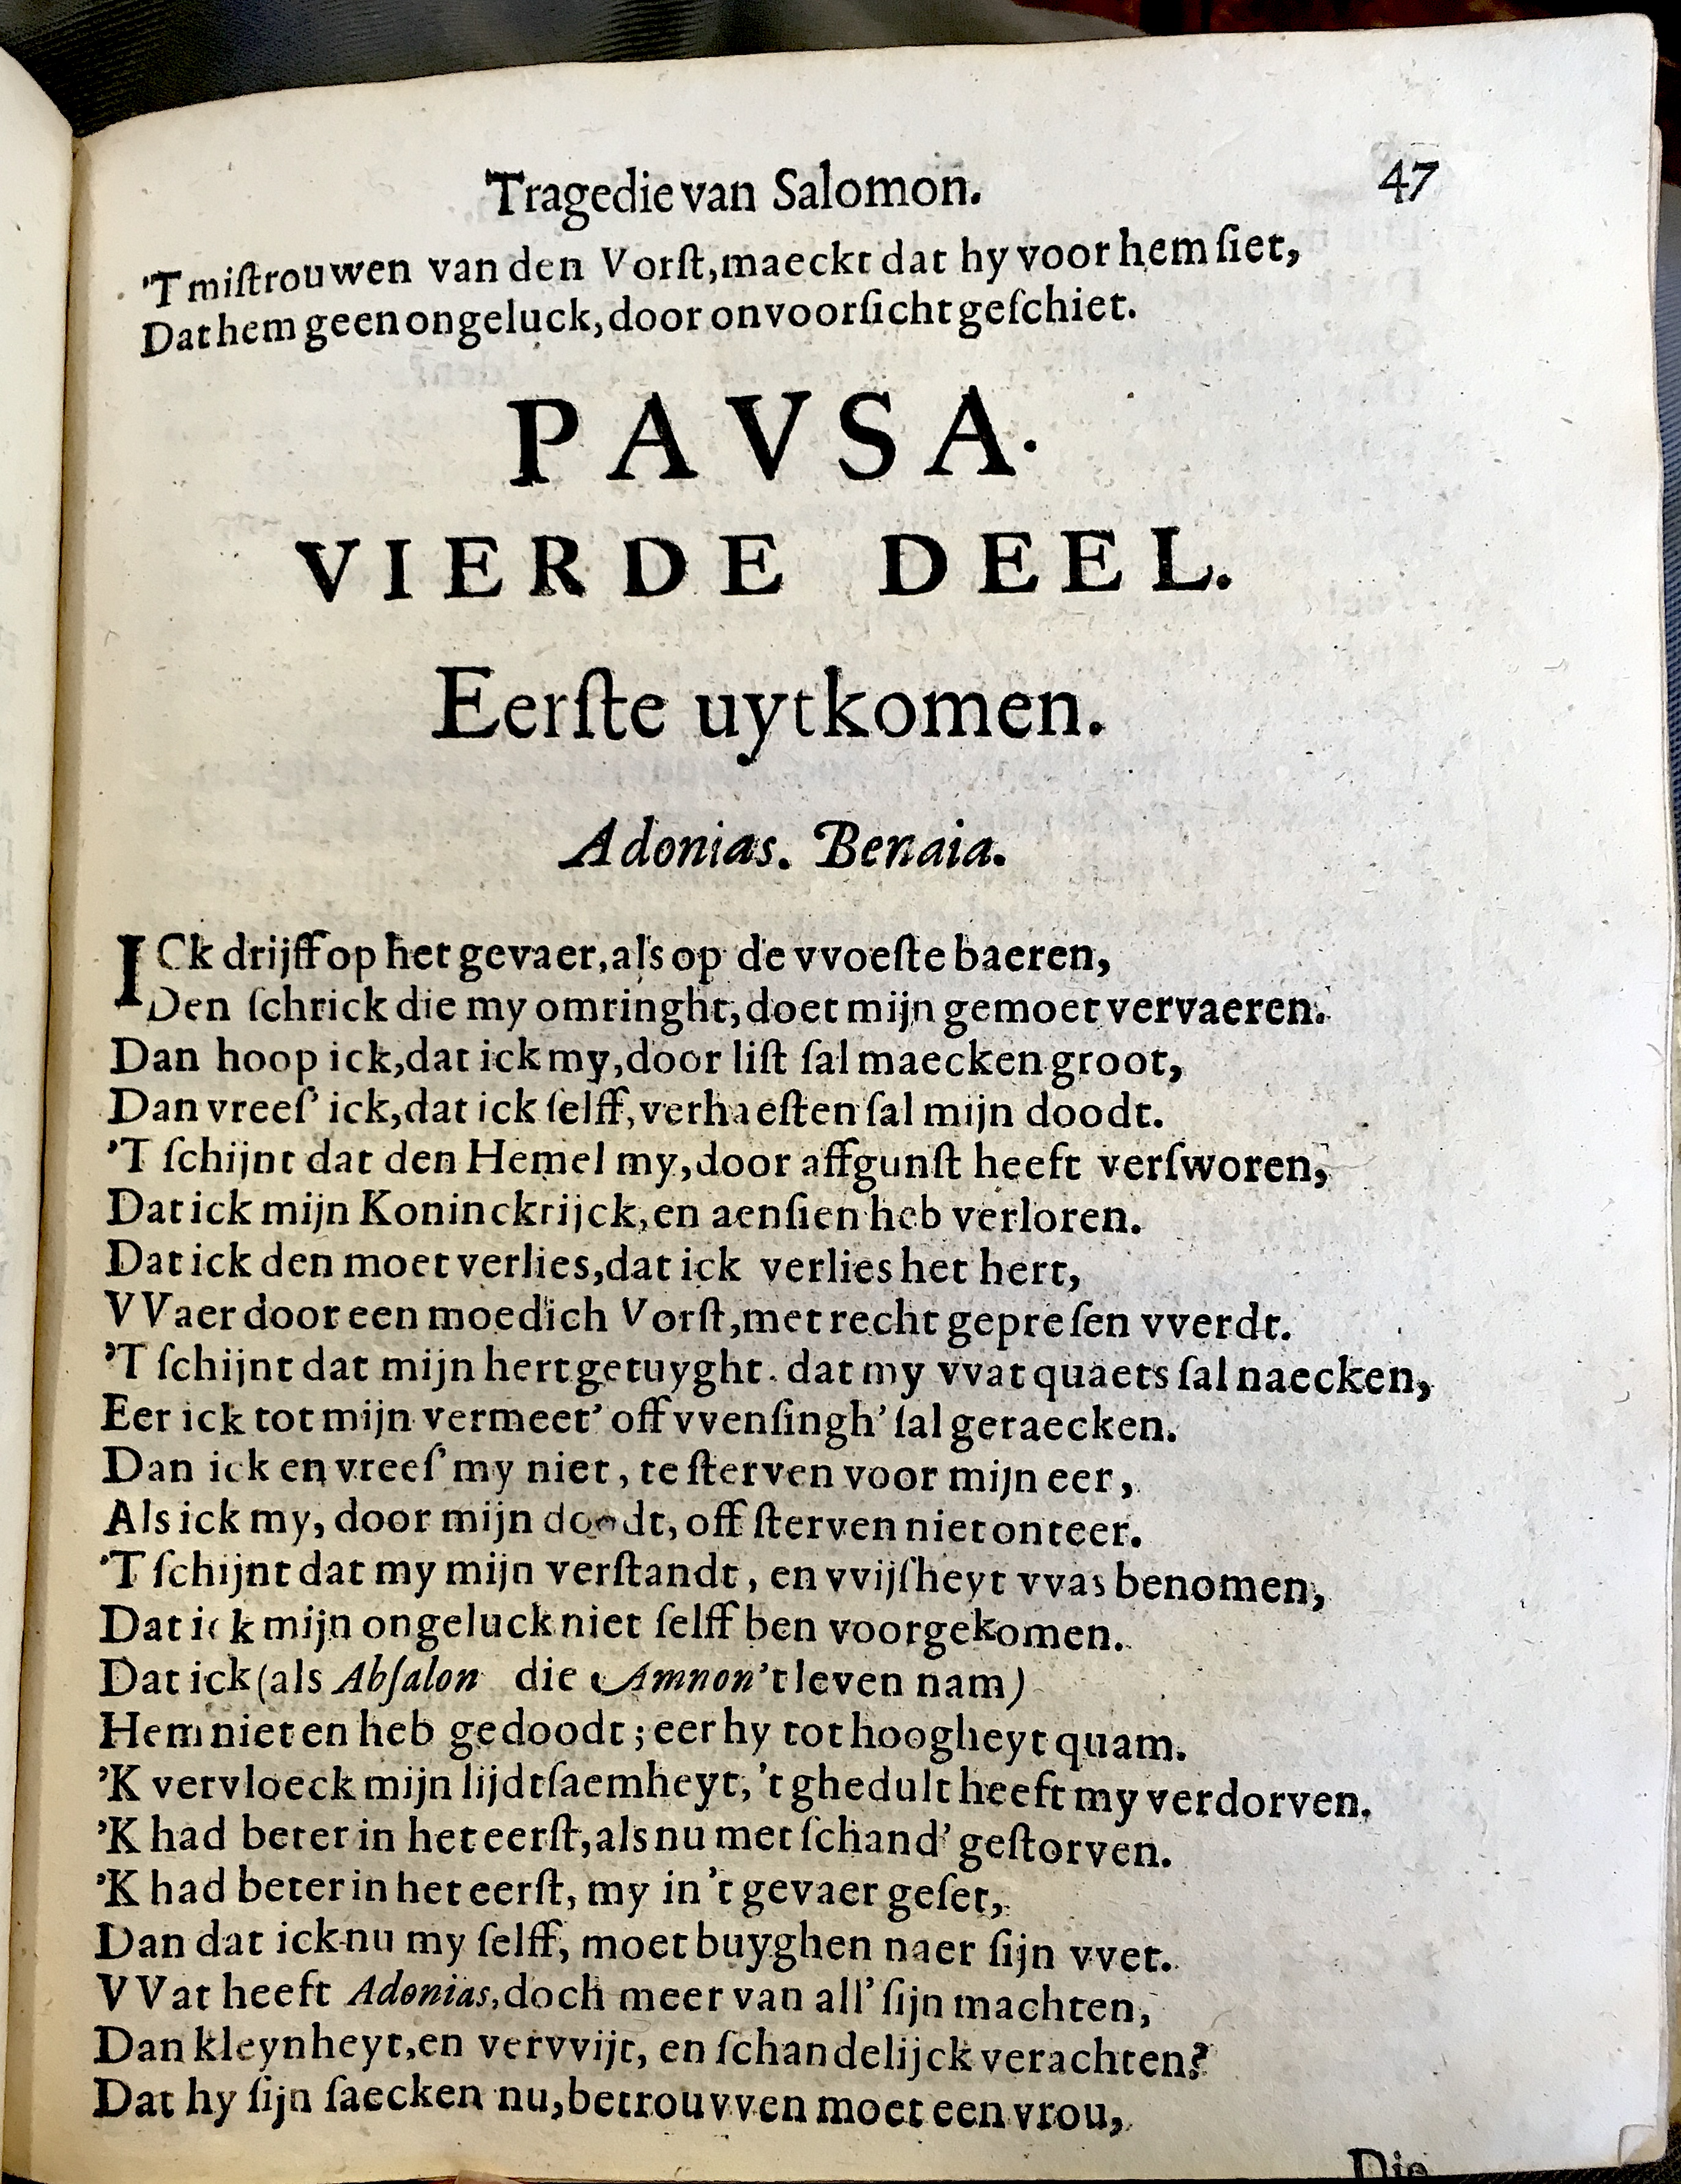 Tragedie van Salomon. 47
'T miſtrouwen van den Vorſt, maeckt dat hy voor hem ſiet,
Dat hem geen ongeluck, door onvoorſicht geſchiet.
PAVSA.
VIERDE DEEL.
Eerſte uytkomen.
Adonias. Benaia.
ICk drijff op het gevaer, als op de vvoeſte baeren,
Den ſchrick die my omringht, doet mijn gemoet vervaeren.
Dan hoop ick, dat ick my, door liſt ſal maecken groot,
Dan vreeſ' ick, dat ick ſelff, verhaeſten ſal mijn doodt.
'T ſchijnt dat den Hemel my, door affgunſt heeft verſworen,
Dat ick mijn Koninckrijck, en aenſien heb verloren.
Dat ick den moet verlies, dat ick verlies het hert,
VVaer door een moedich Vorſt, met recht gepreſen vverdt.
'T ſchijnt dat mijn hert getuyght. dat my vvat quaets ſal naecken,
Eer ick tot mijn vermeet' off vvenſingh' ſal geraecken.
Dan ick en vreeſ' my niet, te ſterven voor mijn eer,
Als ick my, door mijn doodt, off ſterven niet onteer.
'T ſchijnt dat my mijn verſtandt, en vvijſheyt vvas benomen,
Dat ick mijn ongeluck niet ſelff ben voorgekomen.
Dat ick (als Abſalon die Amnon 't leven nam)
Hem niet en heb gedoodt; eer hy tot hoogheyt quam.
'K vervloeck mijn lijdtſaemheyt, 't ghedult heeft my verdorven.
'K had beter in het eerſt, als nu met ſchand' geſtorven.
'K had beter in het eerſt, my in 't gevaer geſet,
Dan dat ick nu my ſelff, moet buyghen naer ſijn vvet.
VVat heeft Adonias, doch meer van all' ſijn machten,
Dan kleynheyt, en vervvijt, en ſchandelijck verachten?
Dat hy ſijn ſaecken nu, betrouvven moet een vrou,
Die